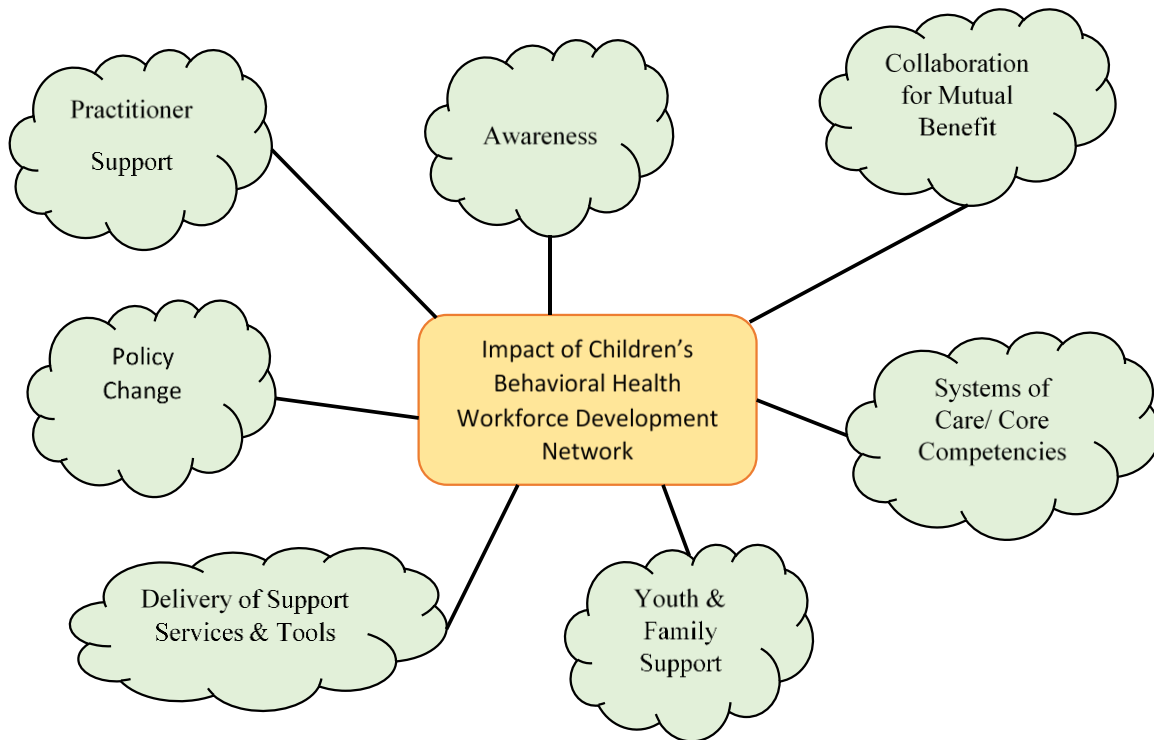 Practitioner
Support
Awareness
Collaboration
for Mutual
Benefit
Policy
Change
Impact of Children’s
Behavioral Health
Workforce Development
Network
Systems of
Care/ Core
Competencies
Delivery of Support
Services & Tools
Youth &
Family
Support